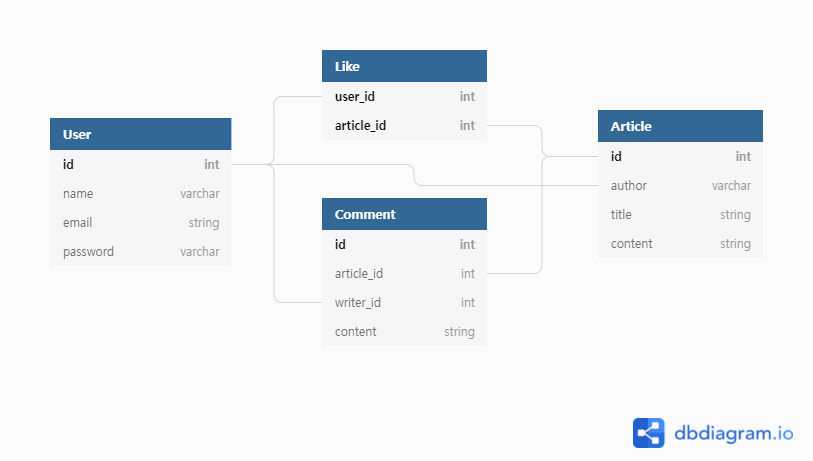 User
id int
name varchar
email string
password varchar
Like
user_id int
article_id int
Comment
id int
article_id int
writer_id int
content string
Article
id int
author varchar
title string
content string
dbdiagram.io